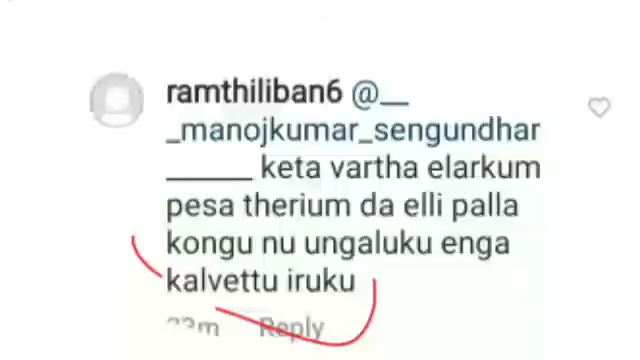 ramthiliban6 @__
_manojkumar_sengundhar
______ keta vartha elarkum
pesa therium da elli palla
kongu nu ungaluku enga
kalvettu iruku
Reply